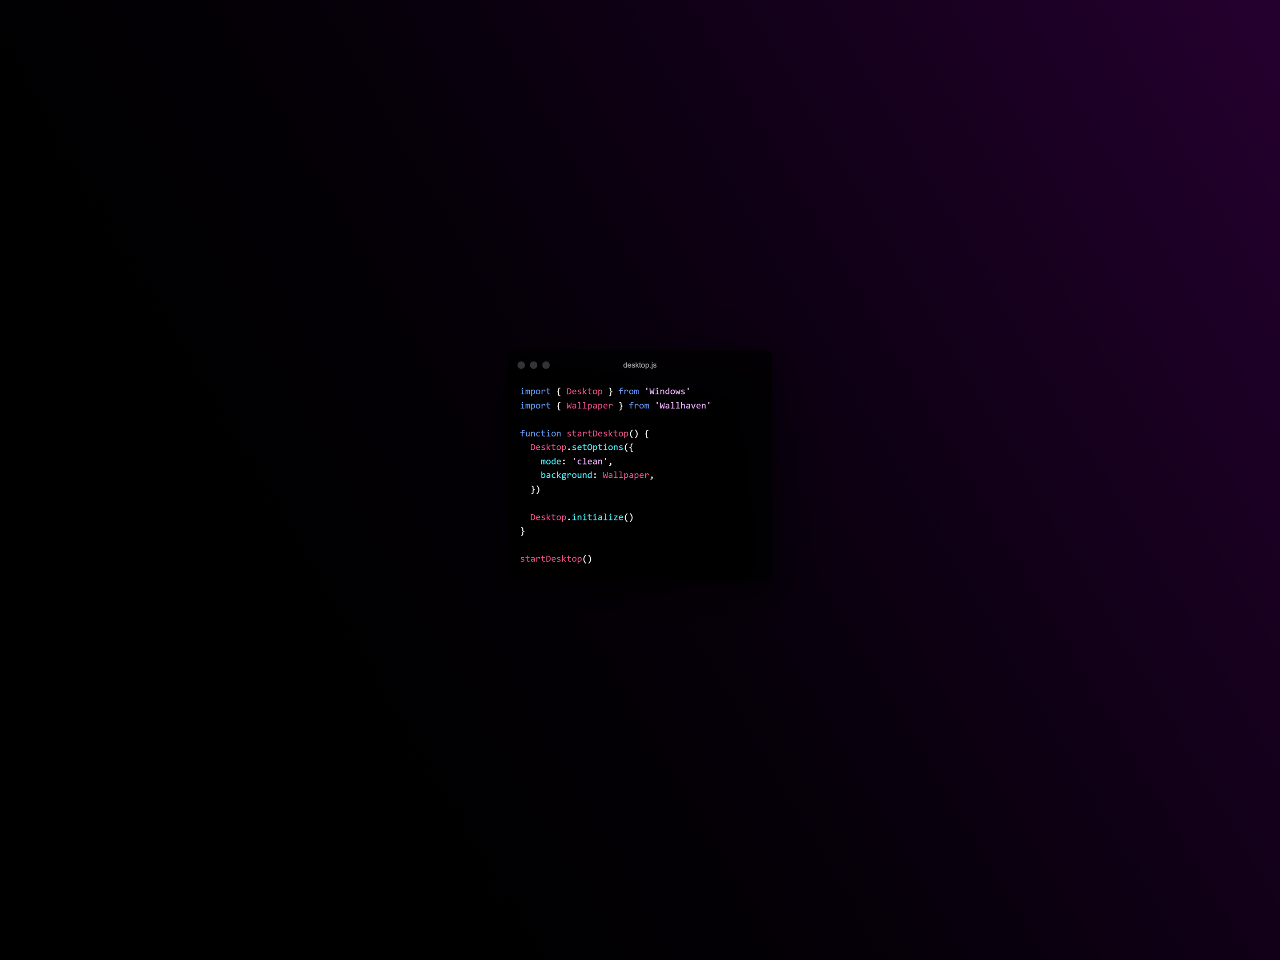 desktop.js
import { Desktop } from 'Windows'
import { Wallpaper } from 'Wallhaven'
function startDesktop() {
  Desktop.setOptions({
    mode: 'clean',
    background: Wallpaper,
  })
  Desktop.initialize()
}
startDesktop()